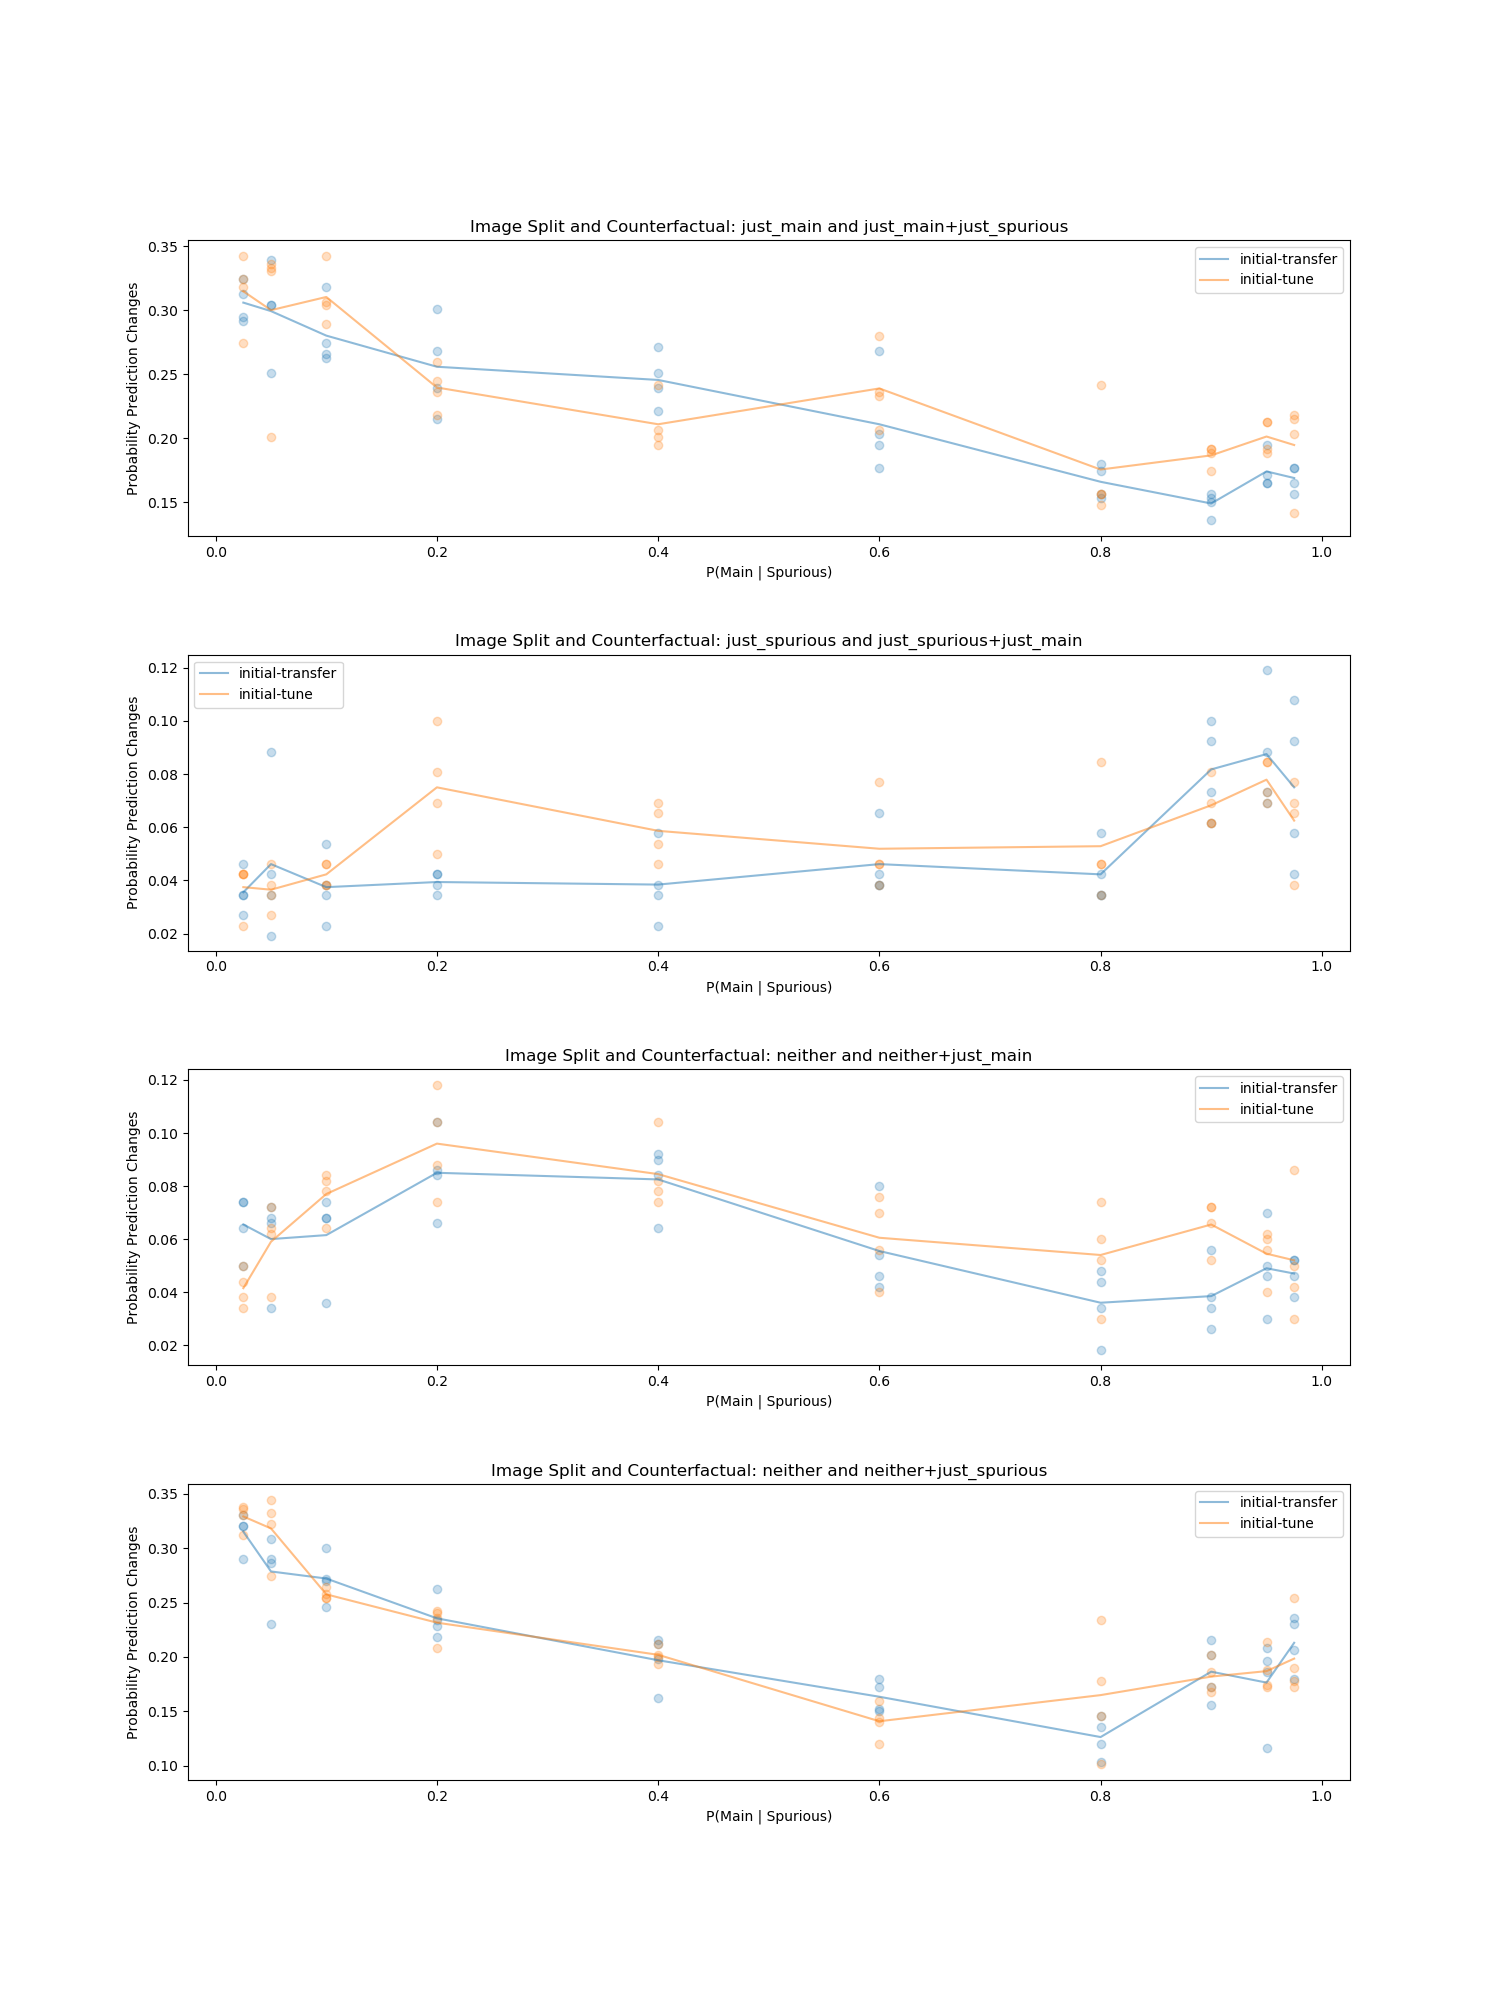 Image Split and Counterfactual: just_main and just_main+just_spurious
0.35
0.30
0.25
0.20
0.15
Probability Prediction Changes
initial-transfer
initial-tune
0.0 0.2 0.4 0.6 0.8 1.0
P(Main | Spurious)
Image Split and Counterfactual: just_spurious and just_spurious+just_main
0.12
0.10
0.08
0.06
0.04
0.02
Probability Prediction Changes
initial-transfer
initial-tune
0.0 0.2 0.4 0.6 0.8 1.0
P(Main | Spurious)
Image Split and Counterfactual: neither and neither+just_main
0.12
0.10
0.08
0.06
0.04
0.02
Probability Prediction Changes
initial-transfer
initial-tune
0.0 0.2 0.4 0.6 0.8 1.0
P(Main | Spurious)
Image Split and Counterfactual: neither and neither+just_spurious
0.35
0.30
0.25
0.20
0.15
0.10
Probability Prediction Changes
initial-transfer
initial-tune
0.0 0.2 0.4 0.6 0.8 1.0
P(Main | Spurious)